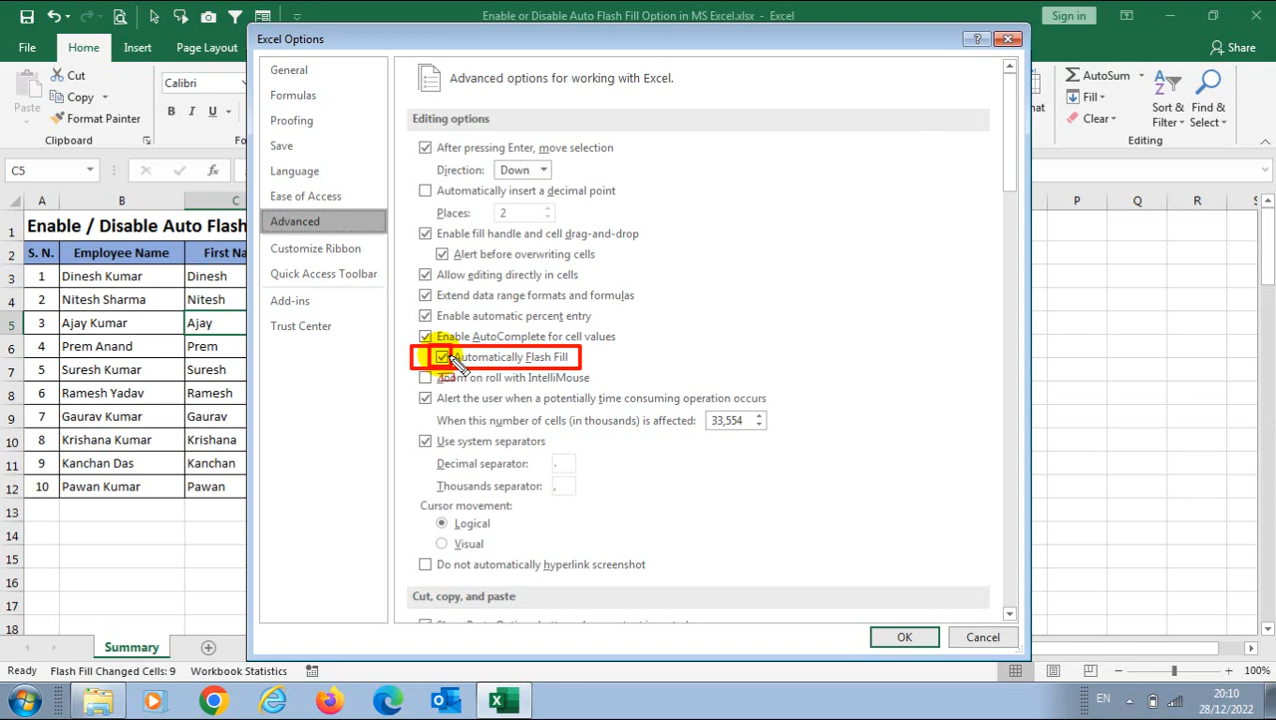 Enable or Disable Auto Flash Fill Option in MS Excel.xlsx - Excel
Sign in
File
Home
Insert
Page Layout
Share
Paste
Cut
Copy
Format Painter
Calibri
B I U
AutoSum
Fill
Clear
Sort & Filter
Find & Select
Editing
C5
fx
A B C
P Q R S
1 Enable / Disable Auto Flash
2 S. N. Employee Name First Na
3 1 Dinesh Kumar Dinesh
4 2 Nitesh Sharma Nitesh
5 3 Ajay Kumar Ajay
6 4 Prem Anand Prem
7 5 Suresh Kumar Suresh
8 6 Ramesh Yadav Ramesh
9 7 Gaurav Kumar Gaurav
10 8 Krishana Kumar Krishana
11 9 Kanchan Das Kanchan
12 10 Pawan Kumar Pawan
13
14
15
16
17
18
Excel Options
General
Formulas
Proofing
Save
Language
Ease of Access
Advanced
Customize Ribbon
Quick Access Toolbar
Add-ins
Trust Center
Advanced options for working with Excel.
Editing options
After pressing Enter, move selection
Direction: Down
Automatically insert a decimal point
Places: 2
Enable fill handle and cell drag-and-drop
Alert before overwriting cells
Allow editing directly in cells
Extend data range formats and formulas
Enable automatic percent entry
Enable AutoComplete for cell values
Automatically Flash Fill
Zoom on roll with IntelliMouse
Alert the user when a potentially time consuming operation occurs
When this number of cells (in thousands) is affected: 33,554
Use system separators
Decimal separator: .
Thousands separator: ,
Cursor movement:
Logical
Visual
Do not automatically hyperlink screenshot
Cut, copy, and paste
OK
Cancel
Summary
Ready Flash Fill Changed Cells: 9 Workbook Statistics
100%
EN
20:10
28/12/2022